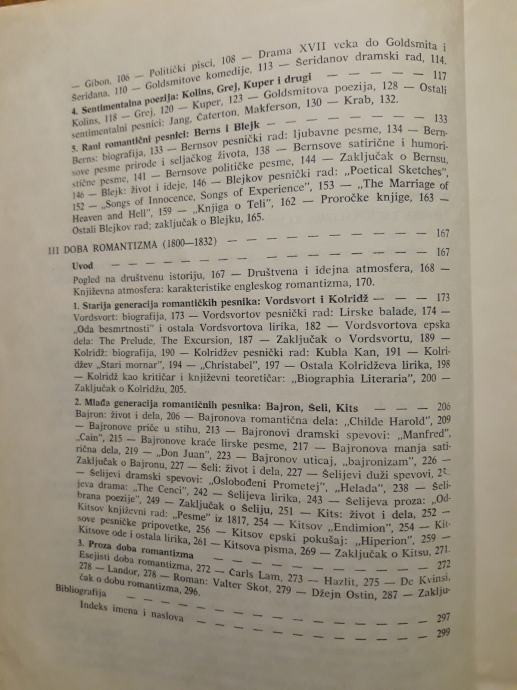 — Gibon, 106 — Politički pisci, 108 — Drama XVII veka do Goldsmita i
Šeridana, 110 — Goldsmitove komedije, 113 — Šeridanov dramski rad, 114.
4. Sentimentalna poezija: Kolins, Grej, Kuper i drugi — — — — 117
Kolins, 118 — Grej, 120 — Kuper, 123 — Goldsmitova poezija, 128 — Ostali
sentimentalni pesnici: Jang, Čaterton, Makferson, 130 — Krab, 132.
5. Rani romantični pesnici: Berns i Blejk — — — — — — — 133
Berns: biografija, 133 — Bernsov pesnički rad: ljubavne pesme, 134 — Bern-
sove pesme prirode i seljačkog života, 138 — Bernsove satirične i humori-
stične pesme, 141 — Bernsove političke pesme, 144 — Zaključak o Bernsu,
146 — Blejk: život i ideje, 146 — Blejkov pesnički rad: „Poetical Sketches",
152 — „Songs of Innocence, Songs of Experience", 153 — „The Marriage of
Heaven and Hell", 159 — „Knjiga o Teli", 162 — Proročke knjige, 163 —
Ostali Blejkov rad; zaključak o Blejku, 165.
III DOBA ROMANTIZMA (1800—1832) — — — — — — — — — 167
Uvod — — — — — — — — — — — — — — 167
Pogled na društvenu istoriju, 167 — Društvena i idejna atmosfera, 168 —
Književna atmosfera: karakteristike engleskog romantizma, 170.
1. Starija generacija romantičkih pesnika: Vordsvort i Kolridž — — 173
Vordsvort: biografija, 173 — Vordsvortov pesnički rad: Lirske balade, 174 —
„Oda besmrtnosti" i ostala Vordsvortova lirika, 182 — Vordsvortova epska
dela: The Prelude, The Excursion, 187 — Zaključak o Vordsvortu, 189 —
Kolridž: biografija, 190 — Kolridžev pesnički rad: Kubla Kan, 191 — Kolri-
džev „Stari mornar", 194 — „Christabel", 197 — Ostala Kolridževa lirika, 198
— Kolridž kao kritičar i književni teoretičar: „Biographia Literaria", 200 —
Zaključak o Kolridžu, 205.
2. Mlađa generacija romantičnih pesnika: Bajron, Šeli, Kits — — — 206
Bajron: život i dela, 206 — Bajronova romantična dela: „Childe Harold", 209
— Bajronove priče u stihu, 213 — Bajronovi dramski spevovi: „Manfred",
„Cain", 215 — Bajronove kraće lirske pesme, 217 — Bajronova manja sati-
rična dela, 219 — „Don Juan", 223 — Bajronov uticaj, „bajronizam", 226 —
Zaključak o Bajronu, 227 — Šeli: život i dela, 227 — Šelijevi duži spevovi,
— Šelijevi dramski spevovi: „Oslobođeni Prometej", „Helada", 238 — Šeli-
jeva drama: „The Cenci", 242 — Šelijeva lirika, 243 — Šelijeva proza: „Od-
brana poezije", 249 — Zaključak o Šeliju, 251 — Kits: život i dela, 252 —
Kitsov književni rad: „Pesme" iz 1817, 254 — Kitsov „Endimion", 254 — Kit-
sove pesničke pripovetke, 256 — Kitsov epski pokušaj: „Hiperion", 259 —
Kitsove ode i ostala lirika, 261 — Kitsova pisma, 269 — Zaključak o Kitsu, 271.
3. Proza doba romantizma — — — — — — — — — — 272
Esejisti doba romantizma, 272 — Čarls Lam, 273 — Hazlit, 275 — De Kvinsi,
278 — Landor, 278 — Roman: Valter Skot, 279 — Džejn Ostin, 287 — Zaklju-
čak o dobu romantizma, 296.
Bibliografija — — — — — — — — — — — — 297
Indeks imena i naslova — — — — — — — — — — 299